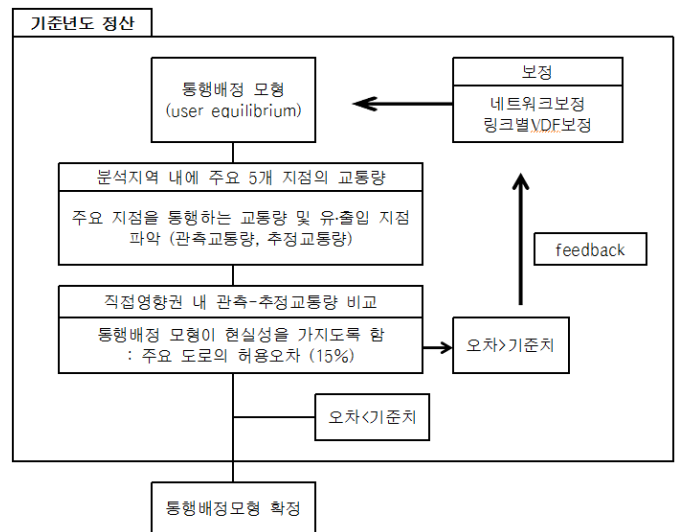 기준년도 정산
통행배정 모형
(user equilibrium)
보정
네트워크보정
링크별VDF보정
분석지역 내에 주요 5개 지점의 교통량
주요 지점을 통행하는 교통량 및 유·출입 지점
파악 (관측교통량, 추정교통량)
feedback
직접영향권 내 관측-추정교통량 비교
통행배정 모형이 현실성을 가지도록 함
: 주요 도로의 허용오차 (15%)
오차>기준치
오차<기준치
통행배정모형 확정